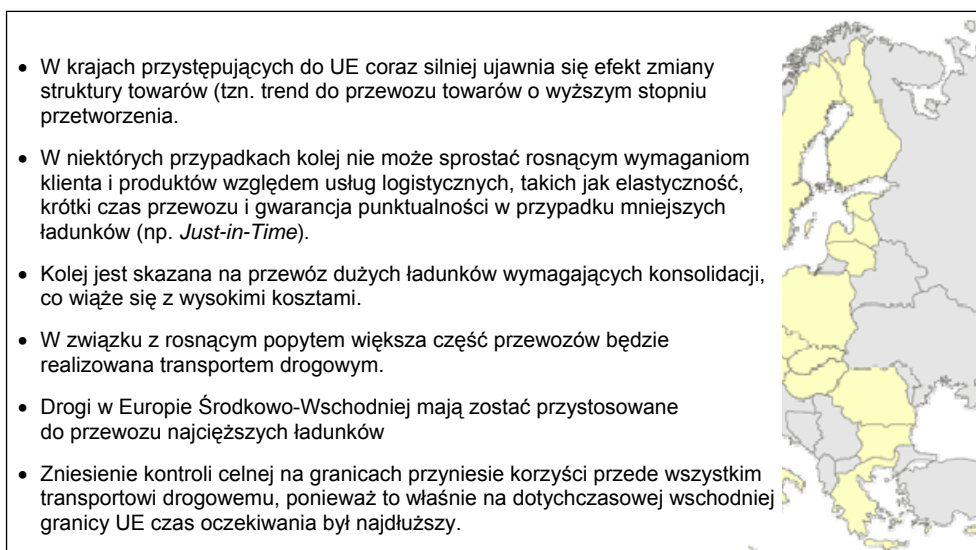 • W krajach przystępujących do UE coraz silniej ujawnia się efekt zmiany
struktury towarów (tzn. trend do przewozu towarów o wyższym stopniu
przetworzenia.
• W niektórych przypadkach kolej nie może sprostać rosnącym wymaganiom
klienta i produktów względem usług logistycznych, takich jak elastyczność,
krótki czas przewozu i gwarancja punktualności w przypadku mniejszych
ładunków (np. Just-in-Time).
• Kolej jest skazana na przewóz dużych ładunków wymagających konsolidacji,
co wiąże się z wysokimi kosztami.
• W związku z rosnącym popytem większa część przewozów będzie
realizowana transportem drogowym.
• Drogi w Europie Środkowo-Wschodniej mają zostać przystosowane
do przewozu najcięższych ładunków
• Zniesienie kontroli celnej na granicach przyniesie korzyści przede wszystkim
transportowi drogowemu, ponieważ to właśnie na dotychczasowej wschodniej
granicy UE czas oczekiwania był najdłuższy.